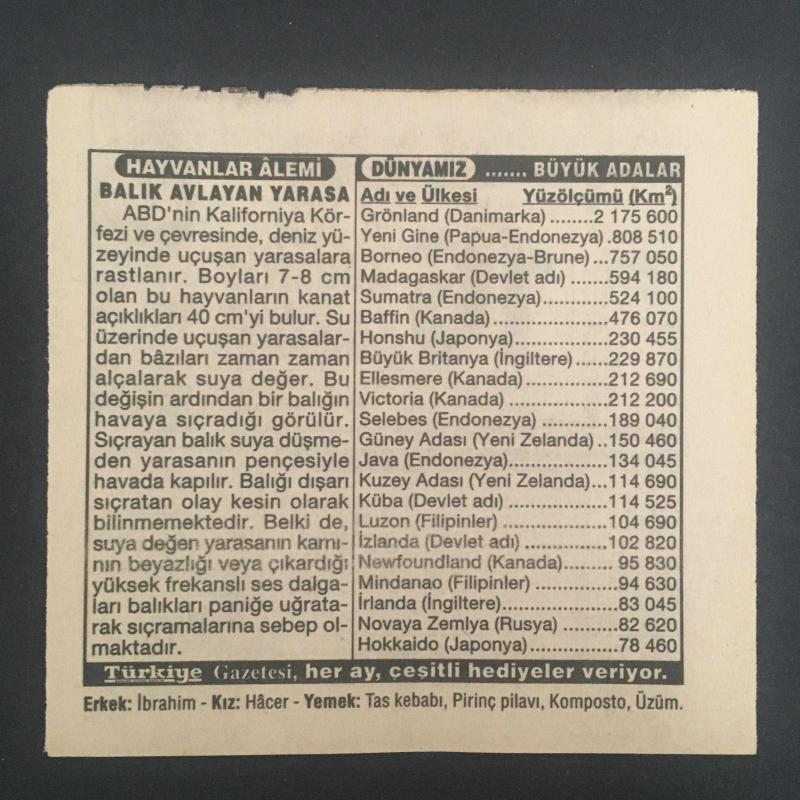 HAYVANLAR ÂLEMİ
BALIK AVLAYAN YARASA
ABD'nin Kaliforniya Kör-
fezi ve çevresinde, deniz yü-
zeyinde uçuşan yarasalara
rastlanır. Boyları 7-8 cm
olan bu hayvanların kanat
açıklıkları 40 cm'yi bulur. Su
üzerinde uçuşan yarasalar-
dan bâzıları zaman zaman
alçalarak suya değer. Bu
değişin ardından bir balığın
havaya sıçradığı görülür.
Sıçrayan balık suya düşme-
den yarasanın pençesiyle
havada kapılır. Balığı dışarı
sıçratan olay kesin olarak
bilinmemektedir. Belki de,
suya değen yarasanın karnı-
nın beyazlığı veya çıkardığı
yüksek frekanslı ses dalga-
ları balıkları paniğe uğrata-
rak sıçramalarına sebep ol-
maktadır.
DÜNYAMIZ ....... BÜYÜK ADALAR
Adı ve Ülkesi Yüzölçümü (Km²)
Grönland (Danimarka) ........2 175 600
Yeni Gine (Papua-Endonezya) .808 510
Borneo (Endonezya-Brune) ...757 050
Madagaskar (Devlet adı) .......594 180
Sumatra (Endonezya)............524 100
Baffin (Kanada) .....................476 070
Honshu (Japonya).................230 455
Büyük Britanya (İngiltere)......229 870
Ellesmere (Kanada) ..............212 690
Victoria (Kanada) ..................212 200
Selebes (Endonezya) ............189 040
Güney Adası (Yeni Zelanda) ..150 460
Java (Endonezya)..................134 045
Kuzey Adası (Yeni Zelanda)...114 690
Küba (Devlet adı) ..................114 525
Luzon (Filipinler) ...................104 690
İzlanda (Devlet adı) ...............102 820
Newfoundland (Kanada)......... 95 830
Mindanao (Filipinler) ...............94 630
İrlanda (İngiltere).....................83 045
Novaya Zemlya (Rusya) ..........82 620
Hokkaido (Japonya)................78 460
Türkiye Gazetesi, her ay, çeşitli hediyeler veriyor.
Erkek: İbrahim - Kız: Hâcer - Yemek: Tas kebabı, Pirinç pilavı, Komposto, Üzüm.